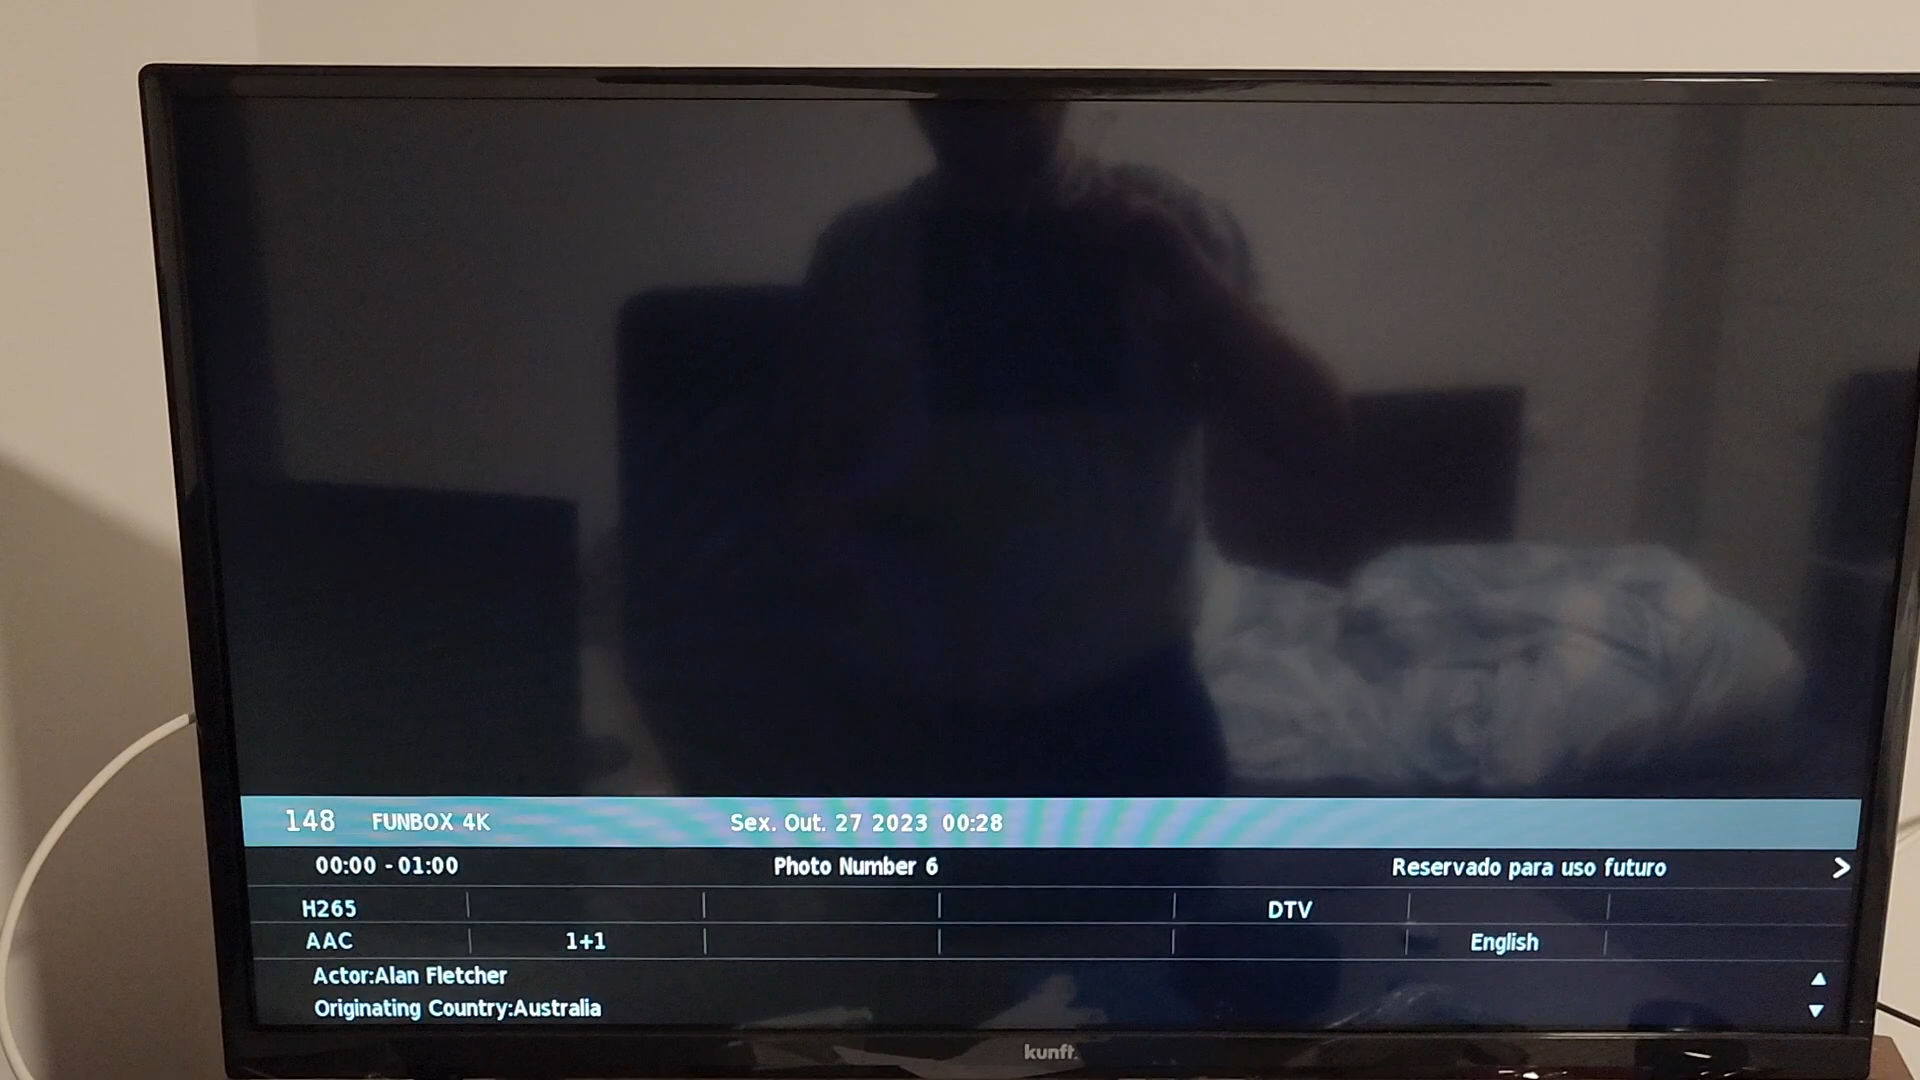 148 FUNBOX 4K Sex. Out. 27 2023 00:28
00:00 - 01:00 Photo Number 6 Reservado para uso futuro
H265 DTV
AAC 1+1 English
Actor:Alan Fletcher
Originating Country:Australia
kunft.